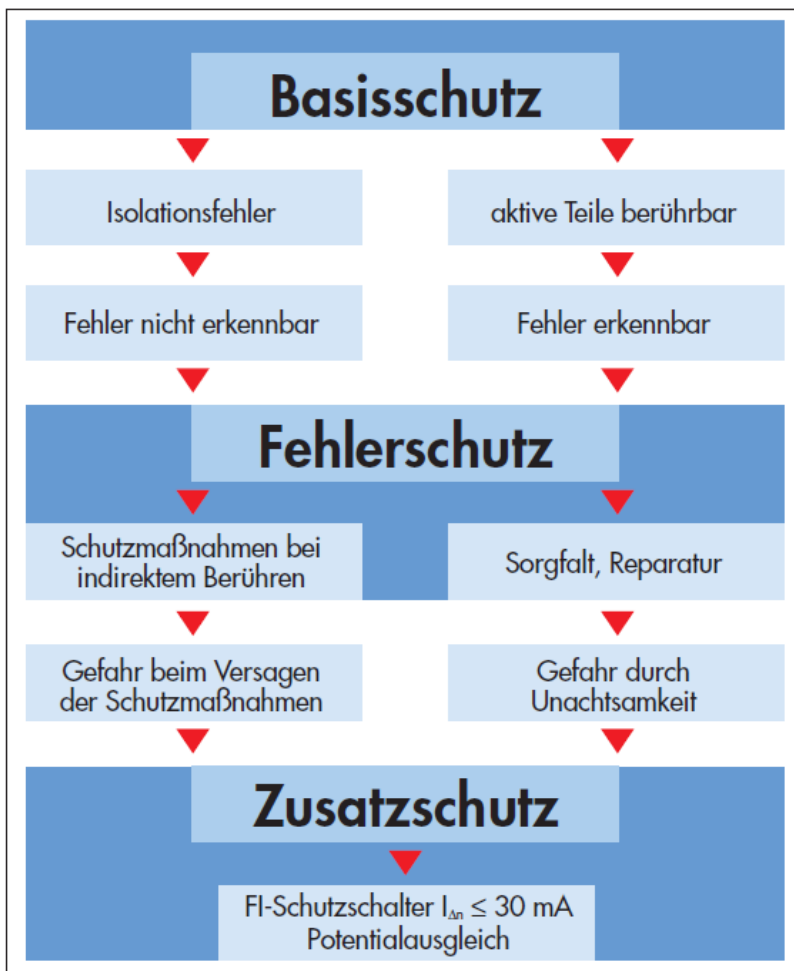 Basisschutz
Isolationsfehler
aktive Teile berührbar
Fehler nicht erkennbar
Fehler erkennbar
Fehlerschutz
Schutzmaßnahmen bei
indirektem Berühren
Sorgfalt, Reparatur
Gefahr beim Versagen
der Schutzmaßnahmen
Gefahr durch
Unachtsamkeit
Zusatzschutz
FI-Schutzschalter I∆n ≤ 30 mA
Potentialausgleich